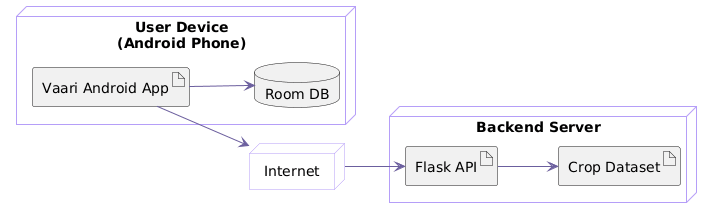 User Device
(Android Phone)
Vaari Android App
Room DB
Internet
Backend Server
Flask API
Crop Dataset